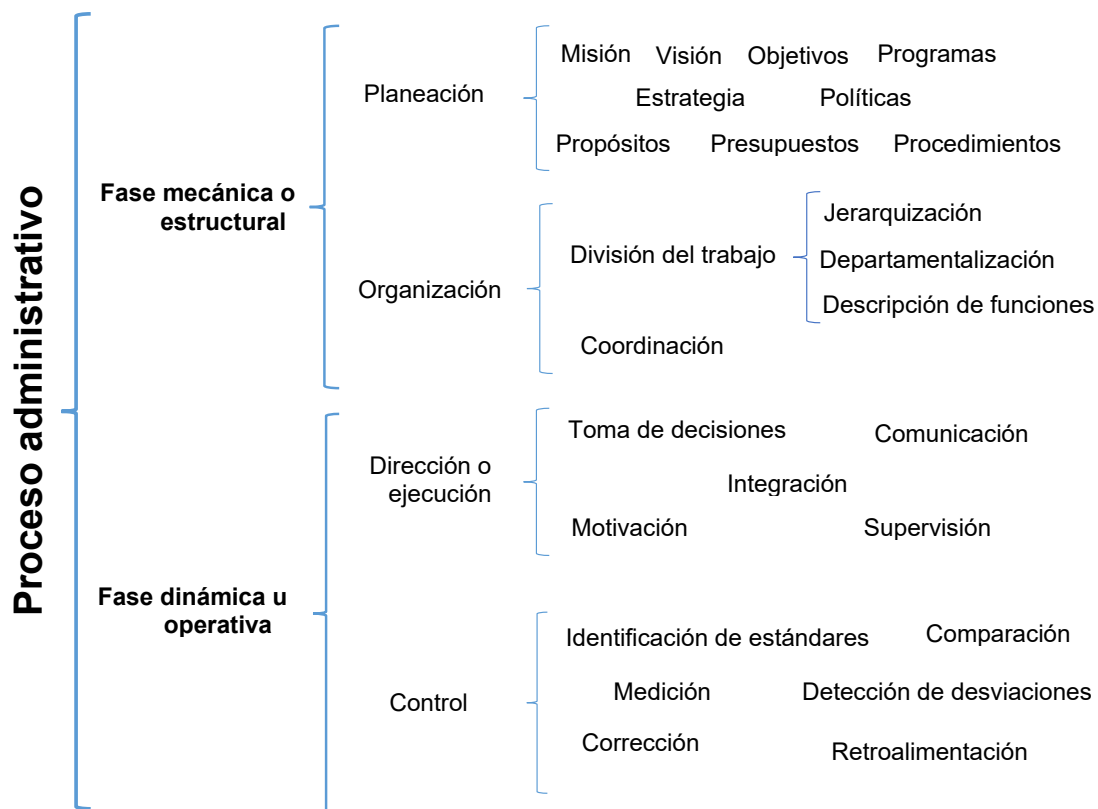 Proceso administrativo
Fase mecánica o
estructural
Planeación
Misión Visión Objetivos Programas
Estrategia Políticas
Propósitos Presupuestos Procedimientos
Organización
División del trabajo
Jerarquización
Departamentalización
Descripción de funciones
Coordinación
Fase dinámica u
operativa
Dirección o
ejecución
Toma de decisiones Comunicación
Integración
Motivación Supervisión
Control
Identificación de estándares Comparación
Medición Detección de desviaciones
Corrección Retroalimentación